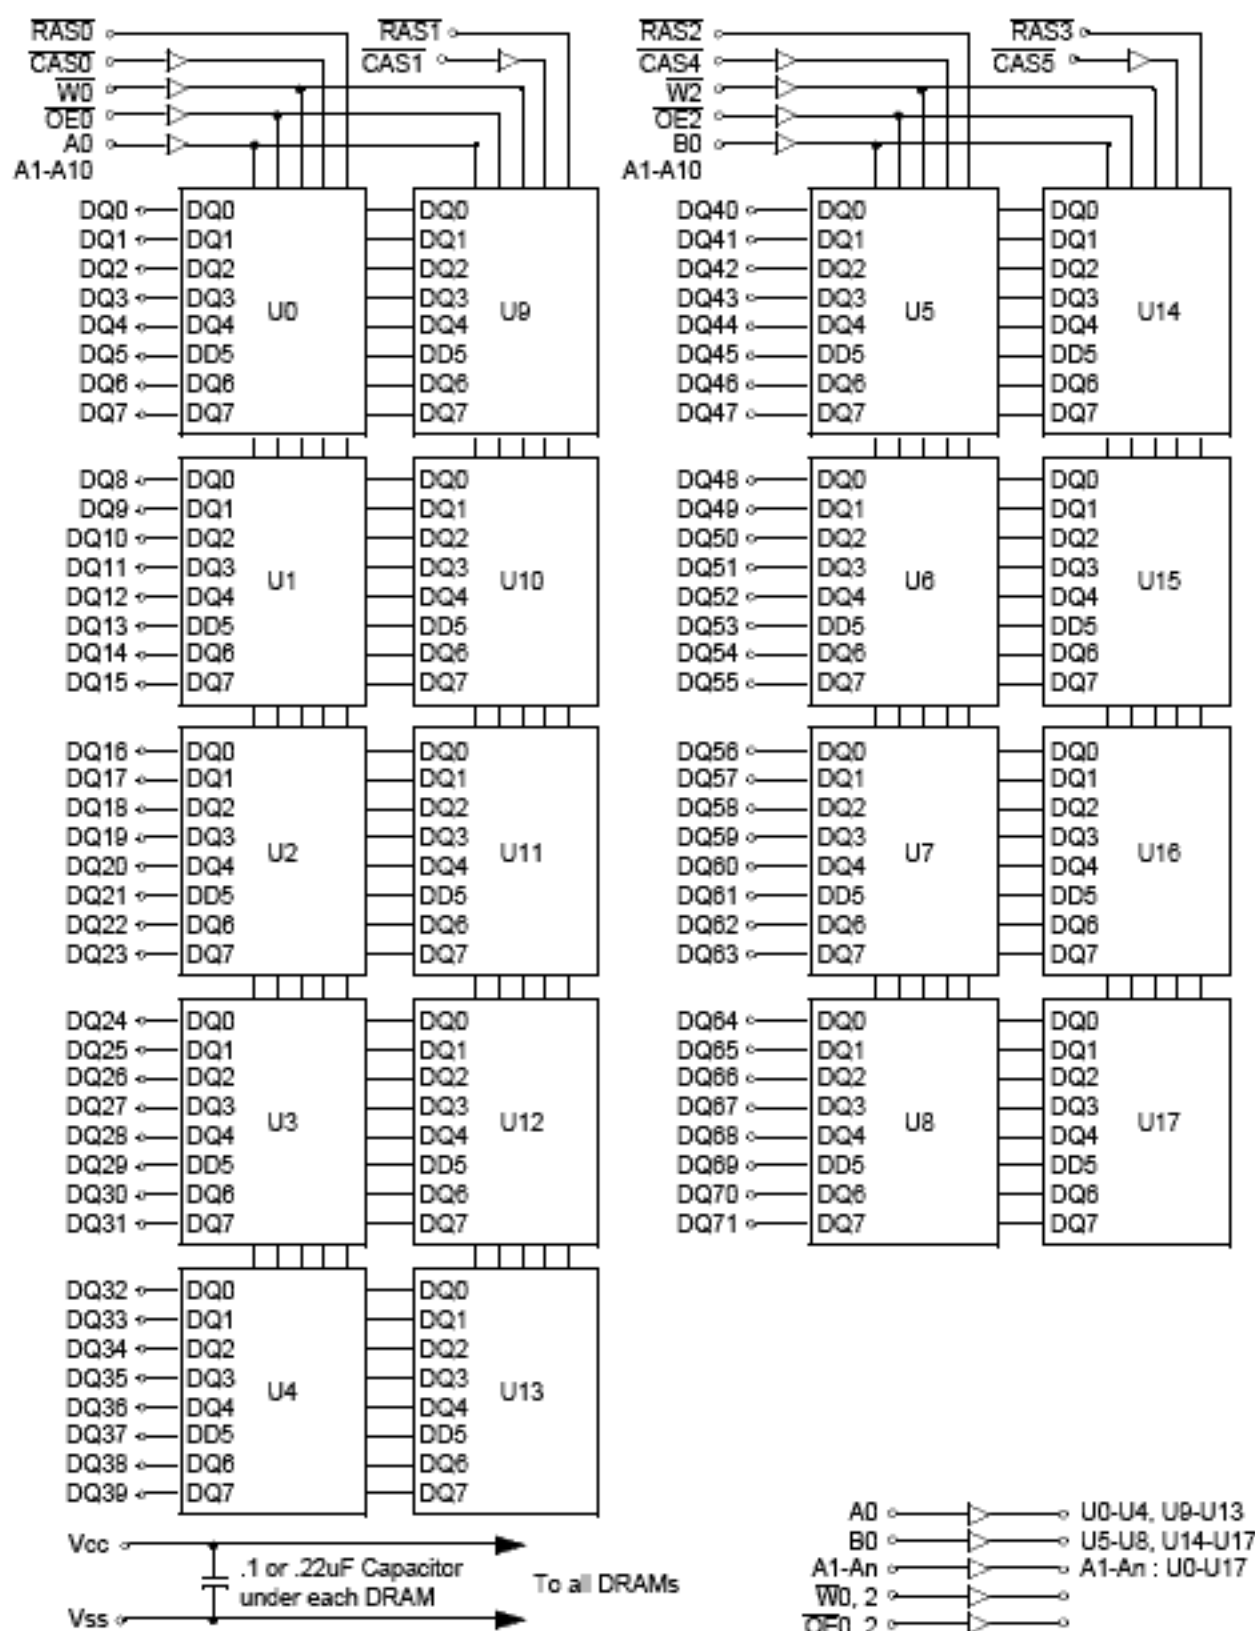 RAS0 RAS1 RAS2 RAS3
CAS0 CAS1 CAS4 CAS5
W0 W2
OE0 OE2
A0 B0
A1-A10 A1-A10
DQ0 DQ0 DQ0 DQ40 DQ0 DQ0
DQ1 DQ1 DQ1 DQ41 DQ1 DQ1
DQ2 DQ2 DQ2 DQ42 DQ2 DQ2
DQ3 DQ3 U0 DQ3 U9 DQ43 DQ3 U5 DQ3 U14
DQ4 DQ4 DQ4 DQ44 DQ4 DQ4
DQ5 DD5 DD5 DQ45 DD5 DD5
DQ6 DQ6 DQ6 DQ46 DQ6 DQ6
DQ7 DQ7 DQ7 DQ47 DQ7 DQ7
DQ8 DQ0 DQ0 DQ48 DQ0 DQ0
DQ9 DQ1 DQ1 DQ49 DQ1 DQ1
DQ10 DQ2 DQ2 DQ50 DQ2 DQ2
DQ11 DQ3 U1 DQ3 U10 DQ51 DQ3 U6 DQ3 U15
DQ12 DQ4 DQ4 DQ52 DQ4 DQ4
DQ13 DD5 DD5 DQ53 DD5 DD5
DQ14 DQ6 DQ6 DQ54 DQ6 DQ6
DQ15 DQ7 DQ7 DQ55 DQ7 DQ7
DQ16 DQ0 DQ0 DQ56 DQ0 DQ0
DQ17 DQ1 DQ1 DQ57 DQ1 DQ1
DQ18 DQ2 DQ2 DQ58 DQ2 DQ2
DQ19 DQ3 U2 DQ3 U11 DQ59 DQ3 U7 DQ3 U16
DQ20 DQ4 DQ4 DQ60 DQ4 DQ4
DQ21 DD5 DD5 DQ61 DD5 DD5
DQ22 DQ6 DQ6 DQ62 DQ6 DQ6
DQ23 DQ7 DQ7 DQ63 DQ7 DQ7
DQ24 DQ0 DQ0 DQ64 DQ0 DQ0
DQ25 DQ1 DQ1 DQ65 DQ1 DQ1
DQ26 DQ2 DQ2 DQ66 DQ2 DQ2
DQ27 DQ3 U3 DQ3 U12 DQ67 DQ3 U8 DQ3 U17
DQ28 DQ4 DQ4 DQ68 DQ4 DQ4
DQ29 DD5 DD5 DQ69 DD5 DD5
DQ30 DQ6 DQ6 DQ70 DQ6 DQ6
DQ31 DQ7 DQ7 DQ71 DQ7 DQ7
DQ32 DQ0 DQ0
DQ33 DQ1 DQ1
DQ34 DQ2 DQ2
DQ35 DQ3 U4 DQ3 U13
DQ36 DQ4 DQ4
DQ37 DD5 DD5
DQ38 DQ6 DQ6
DQ39 DQ7 DQ7
Vcc
.1 or .22uF Capacitor
under each DRAM
To all DRAMs
Vss
A0 U0-U4, U9-U13
B0 U5-U8, U14-U17
A1-An A1-An : U0-U17
W0, 2
OE0, 2